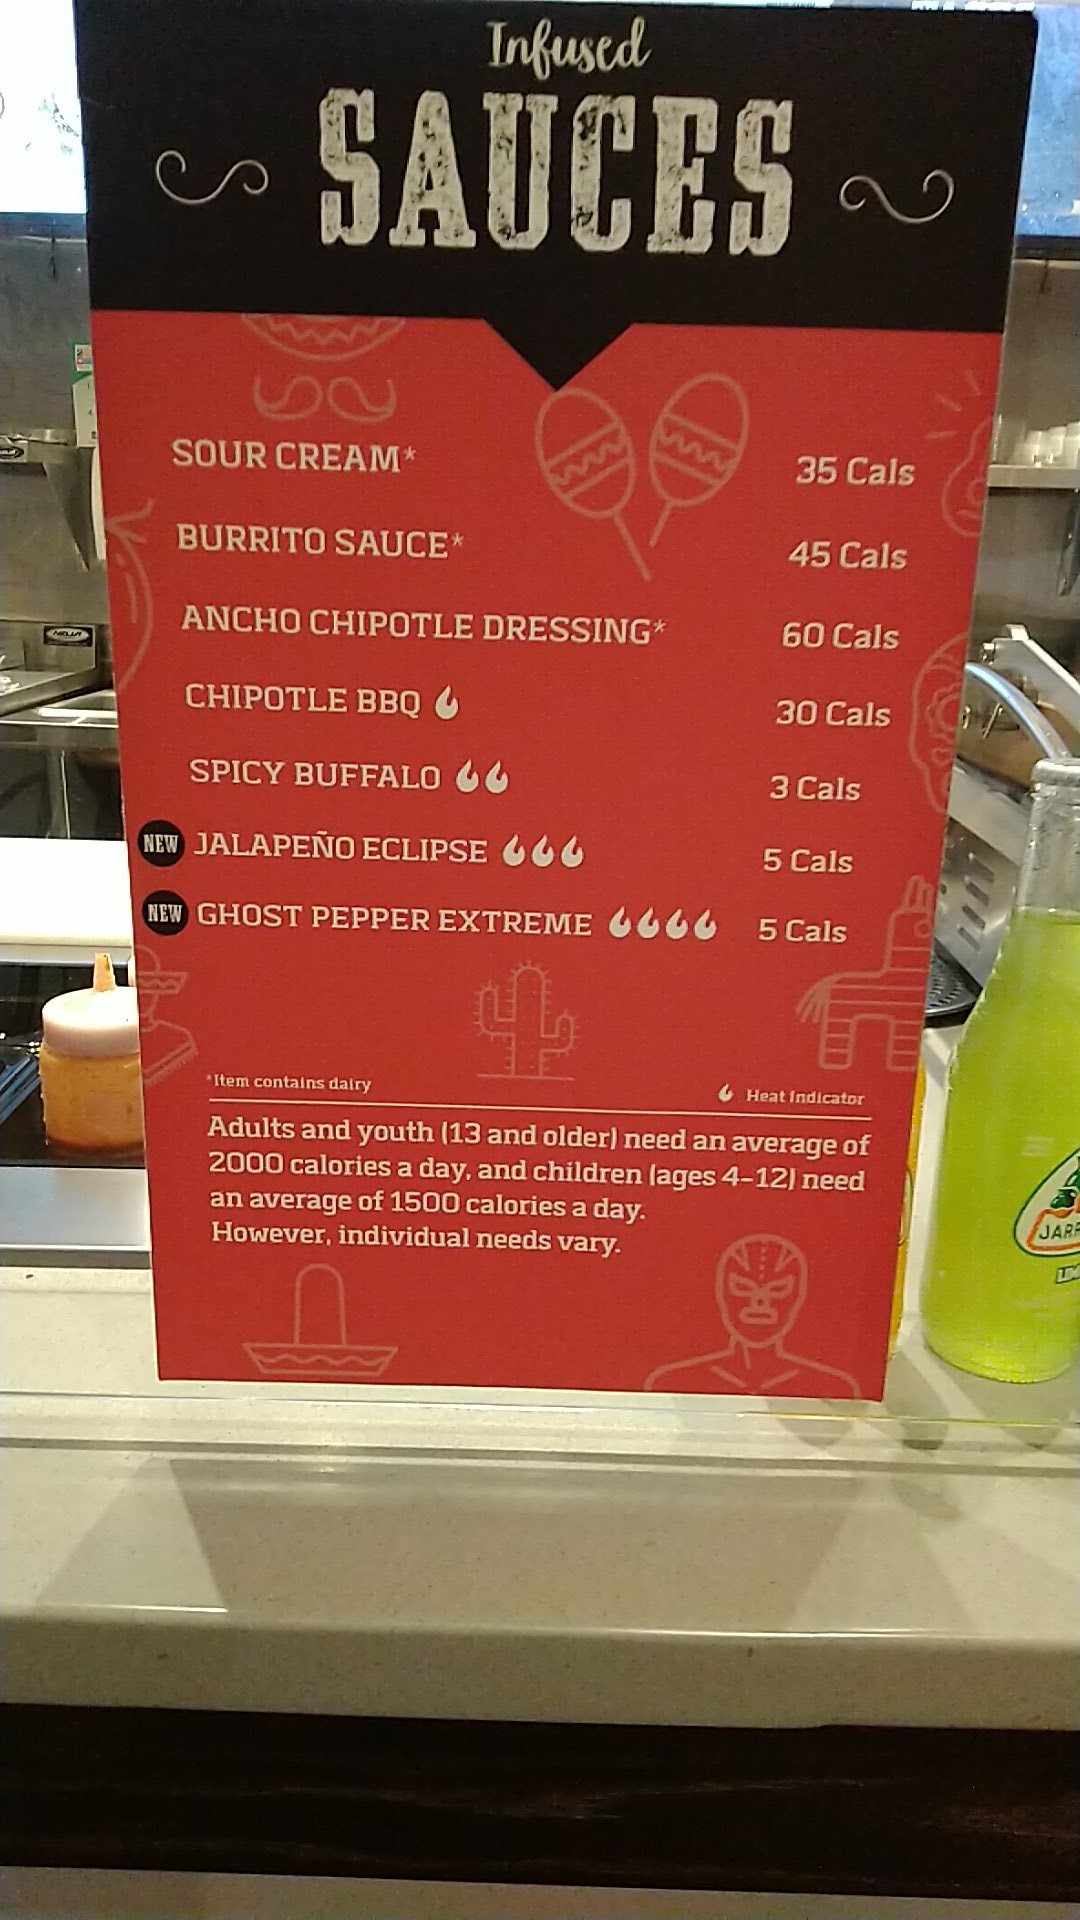 Infused
SAUCES
SOUR CREAM* 35 Cals
BURRITO SAUCE* 45 Cals
ANCHO CHIPOTLE DRESSING* 60 Cals
CHIPOTLE BBQ 30 Cals
SPICY BUFFALO 3 Cals
NEW JALAPEÑO ECLIPSE 5 Cals
NEW GHOST PEPPER EXTREME 5 Cals
*Item contains dairy
Heat Indicator
Adults and youth (13 and older) need an average of
2000 calories a day, and children (ages 4-12) need
an average of 1500 calories a day.
However, individual needs vary.
NELLA